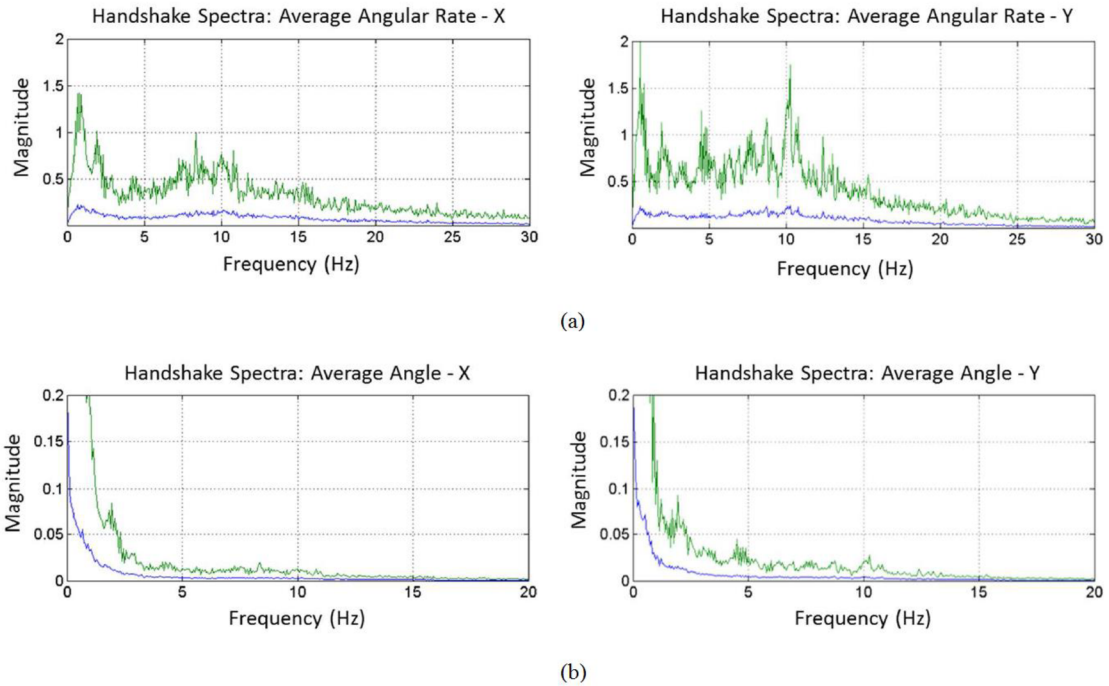 Handshake Spectra: Average Angular Rate - X
Magnitude
2
1.5
1
0.5
0 5 10 15 20 25 30
Frequency (Hz)
Handshake Spectra: Average Angular Rate - Y
Magnitude
2
1.5
1
0.5
0 5 10 15 20 25 30
Frequency (Hz)
(a)
Handshake Spectra: Average Angle - X
Magnitude
0.2
0.15
0.1
0.05
0
0 5 10 15 20
Frequency (Hz)
Handshake Spectra: Average Angle - Y
Magnitude
0.2
0.15
0.1
0.05
0
0 5 10 15 20
Frequency (Hz)
(b)